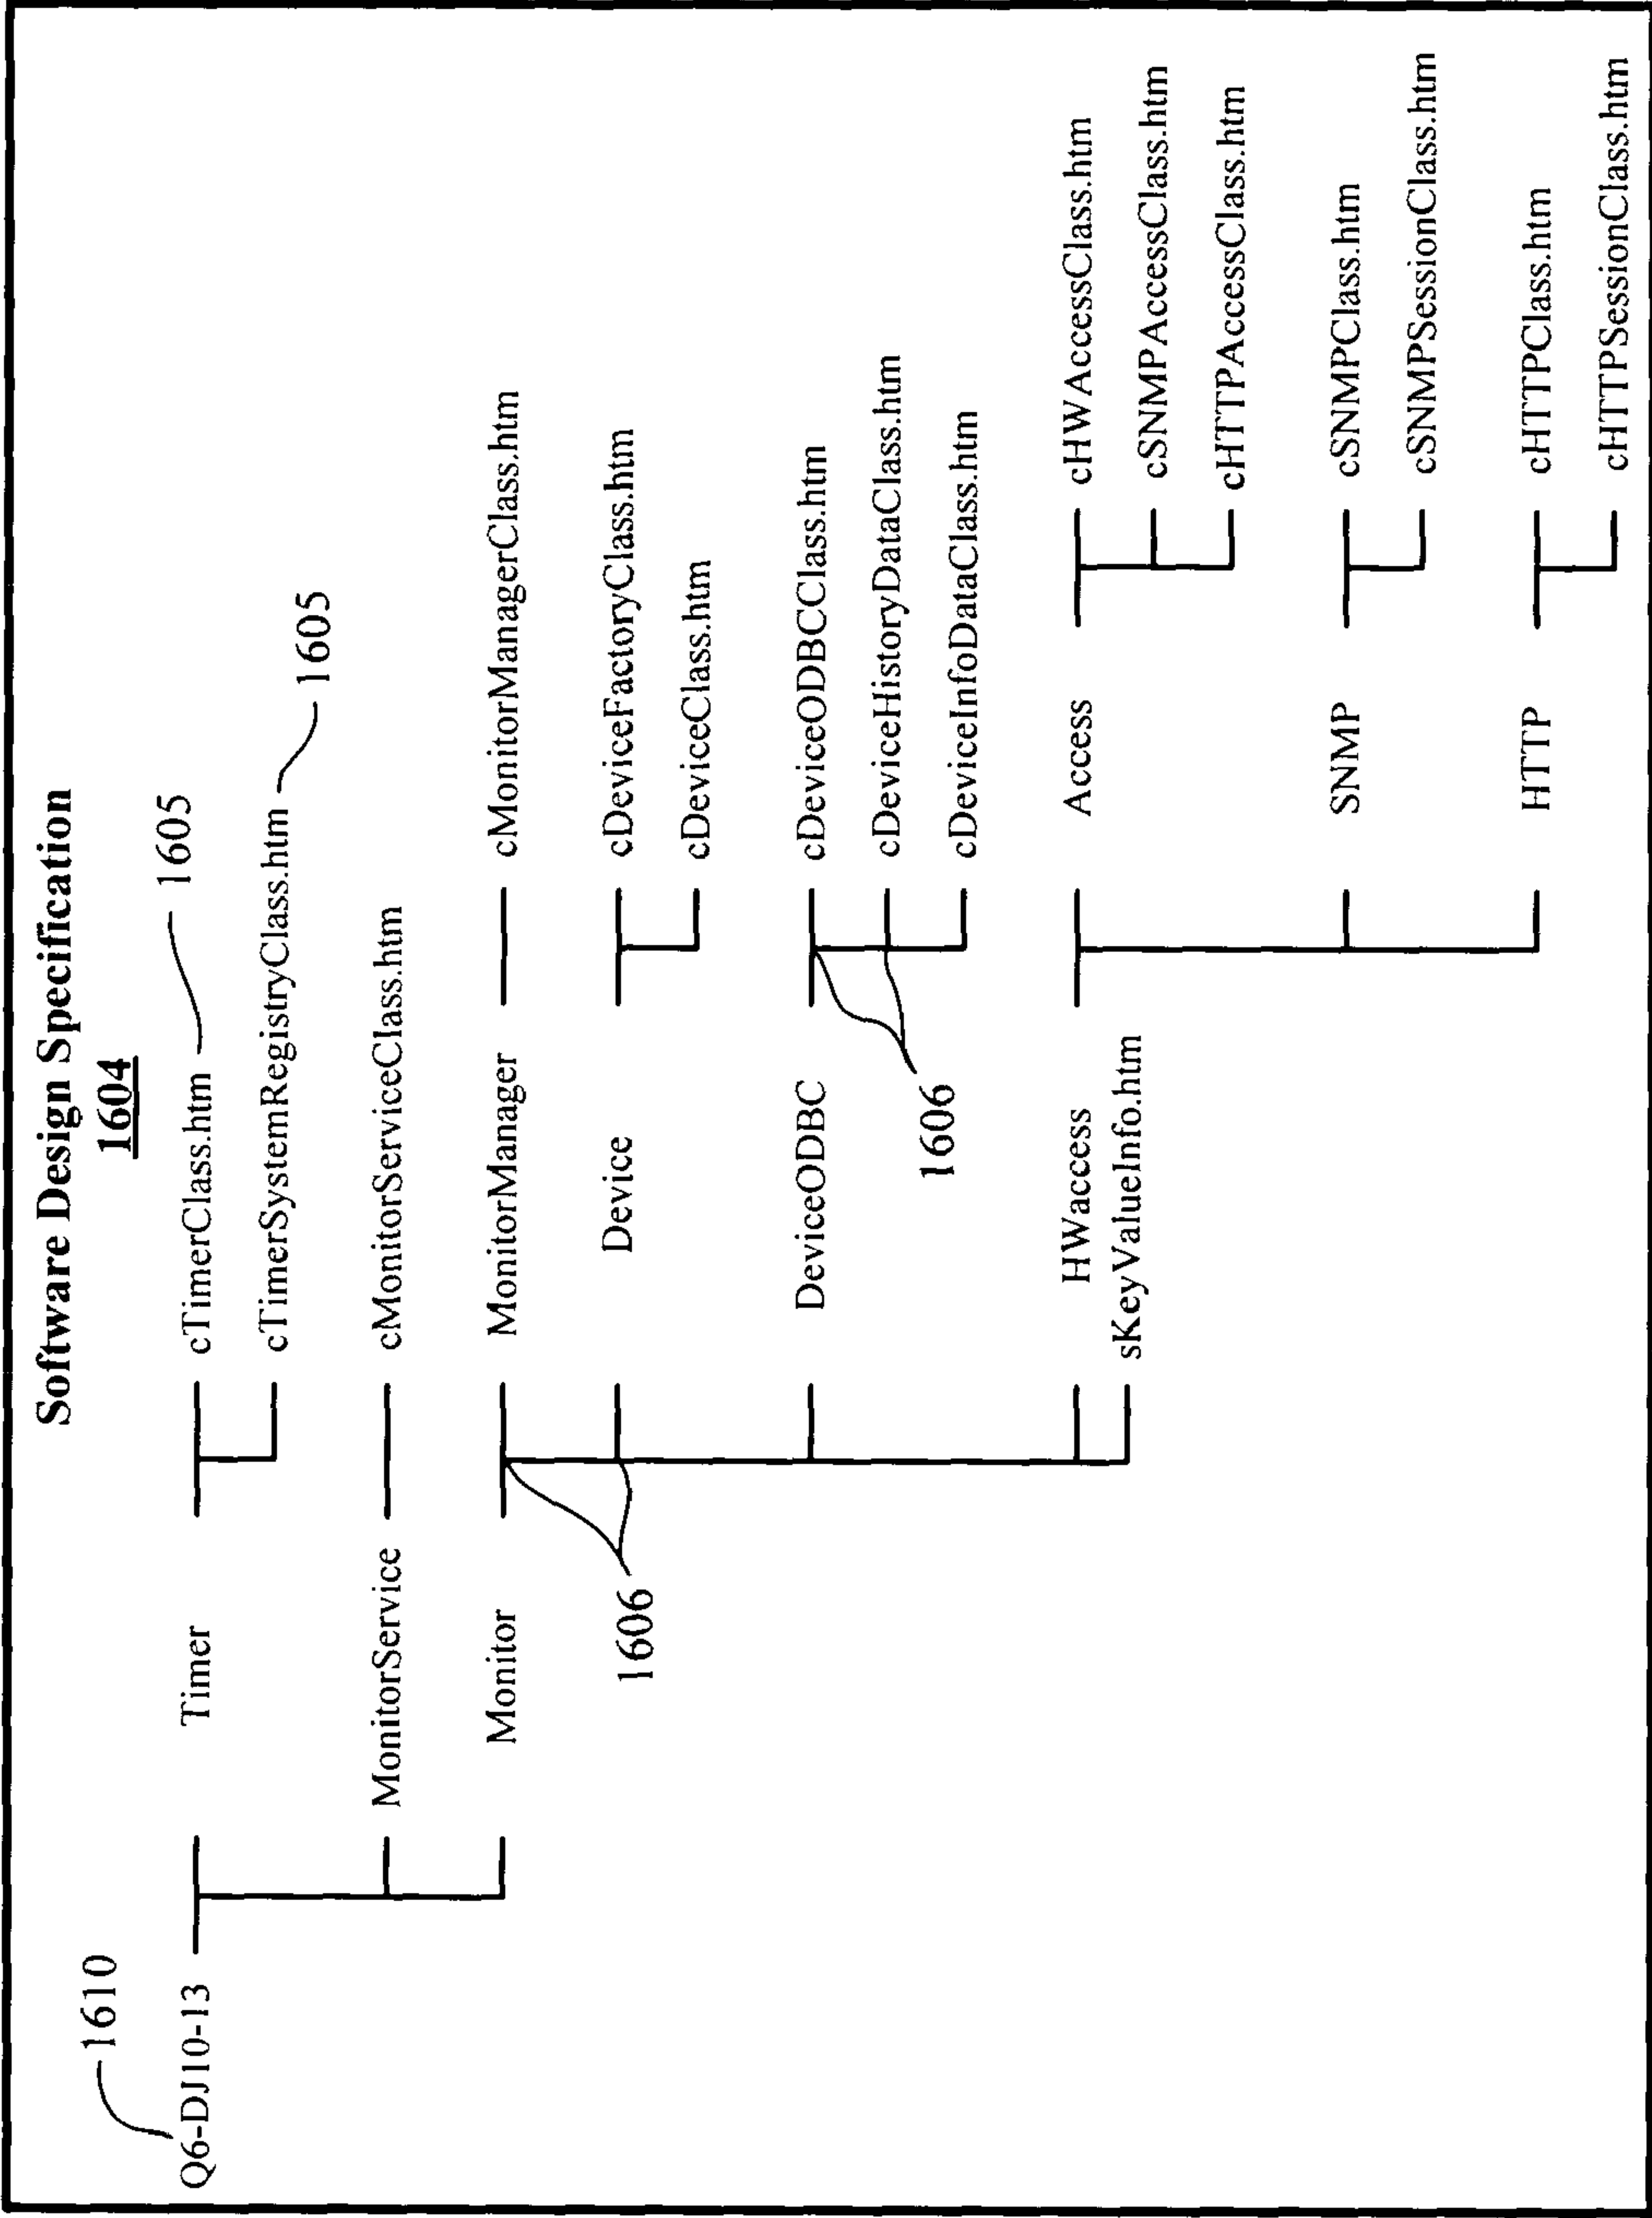 Software Design Specification
1604
1610
Q6-DJ10-13
Timer
cTimerClass.htm
1605
cTimerSystemRegistryClass.htm
1605
MonitorService
cMonitorServiceClass.htm
Monitor
MonitorManager
cMonitorManagerClass.htm
1606
Device
cDeviceFactoryClass.htm
cDeviceClass.htm
DeviceODBC
cDeviceODBCClass.htm
cDeviceHistoryDataClass.htm
cDeviceInfoDataClass.htm
1606
HWaccess
sKeyValueInfo.htm
Access
cHWAccessClass.htm
cSNMPAccessClass.htm
cHTTPAccessClass.htm
SNMP
cSNMPClass.htm
cSNMPSessionClass.htm
HTTP
cHTTPClass.htm
cHTTPSessionClass.htm